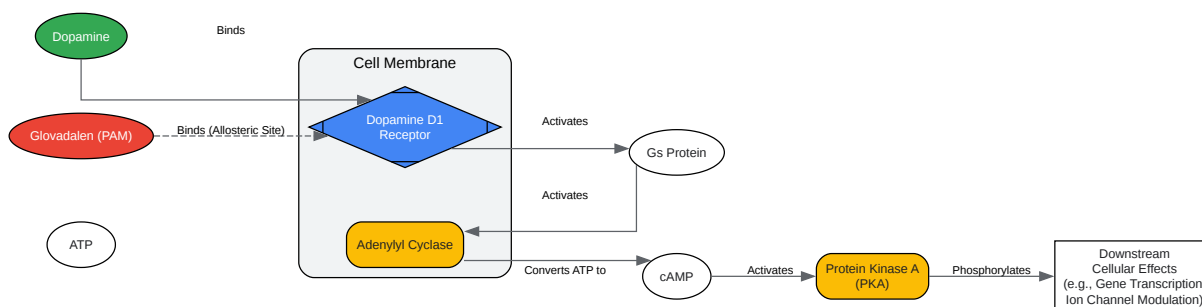 Dopamine
Binds
Cell Membrane
Dopamine D1
Receptor
Glovadalen (PAM)
Binds (Allosteric Site)
Activates
Gs Protein
Activates
ATP
Adenylyl Cyclase
Converts ATP to
cAMP
Activates
Protein Kinase A
(PKA)
Phosphorylates
Downstream
Cellular Effects
(e.g., Gene Transcription
Ion Channel Modulation)